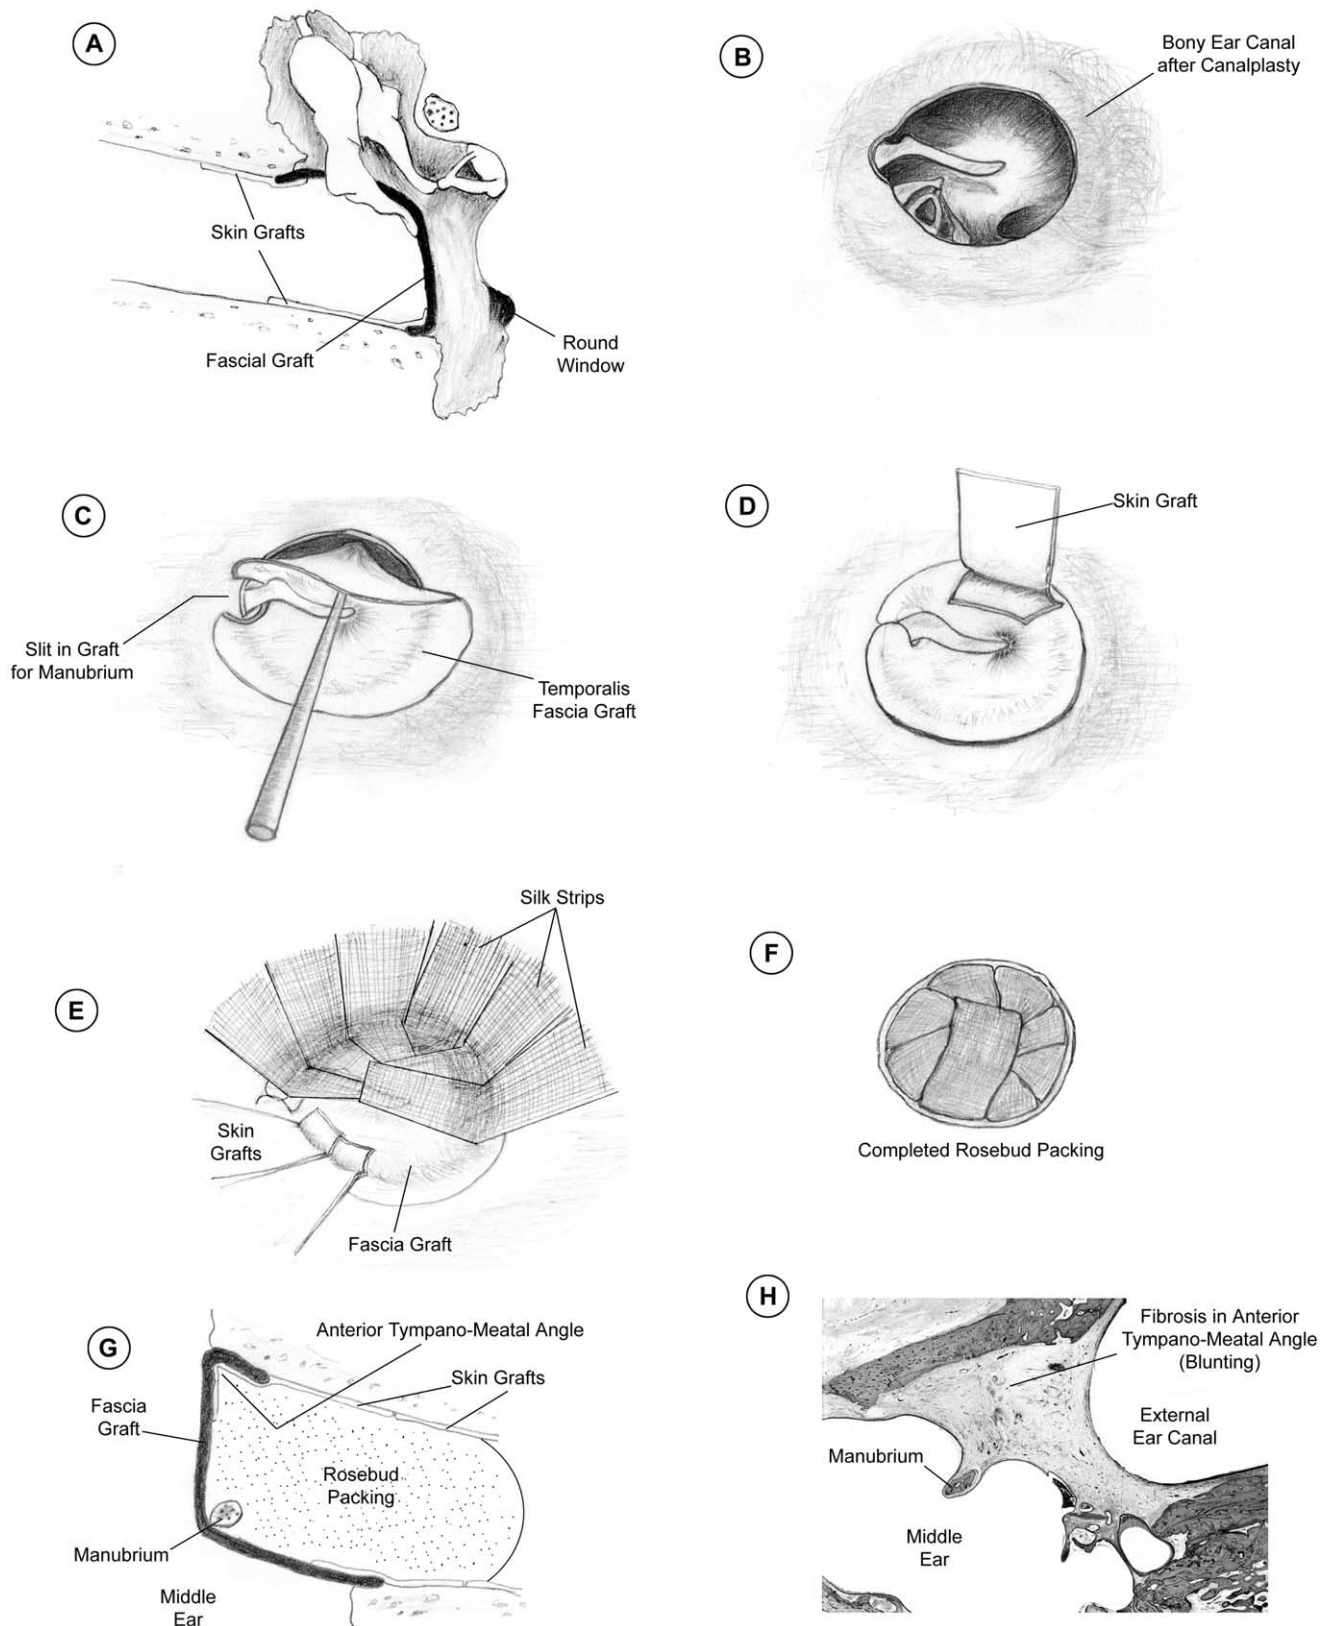 A
Skin Grafts
Fascial Graft
Round
Window
B
Bony Ear Canal
after Canalplasty
C
Slit in Graft
for Manubrium
Temporalis
Fascia Graft
D
Skin Graft
E
Silk Strips
Skin
Grafts
Fascia Graft
F
Completed Rosebud Packing
G
Anterior Tympano-Meatal Angle
Skin Grafts
Fascia
Graft
Rosebud
Packing
Manubrium
Middle
Ear
H
Fibrosis in Anterior
Tympano-Meatal Angle
(Blunting)
External
Ear Canal
Manubrium
Middle
Ear